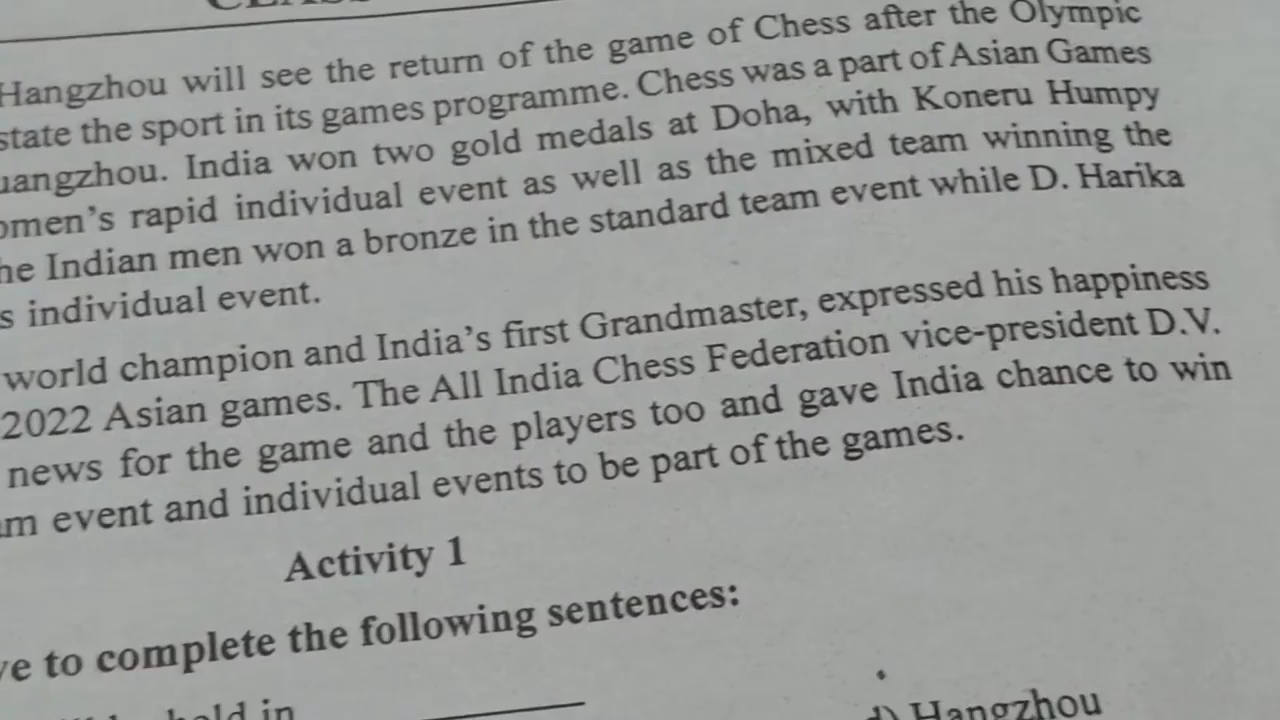 Hangzhou will see the return of the game of Chess after the Olympic
state the sport in its games programme. Chess was a part of Asian Games
uangzhou. India won two gold medals at Doha, with Koneru Humpy
omen's rapid individual event as well as the mixed team winning the
he Indian men won a bronze in the standard team event while D. Harika
s individual event.
world champion and India's first Grandmaster, expressed his happiness
2022 Asian games. The All India Chess Federation vice-president D.V.
news for the game and the players too and gave India chance to win
m event and individual events to be part of the games.
Activity 1
ve to complete the following sentences:
held in
d) Hangzhou